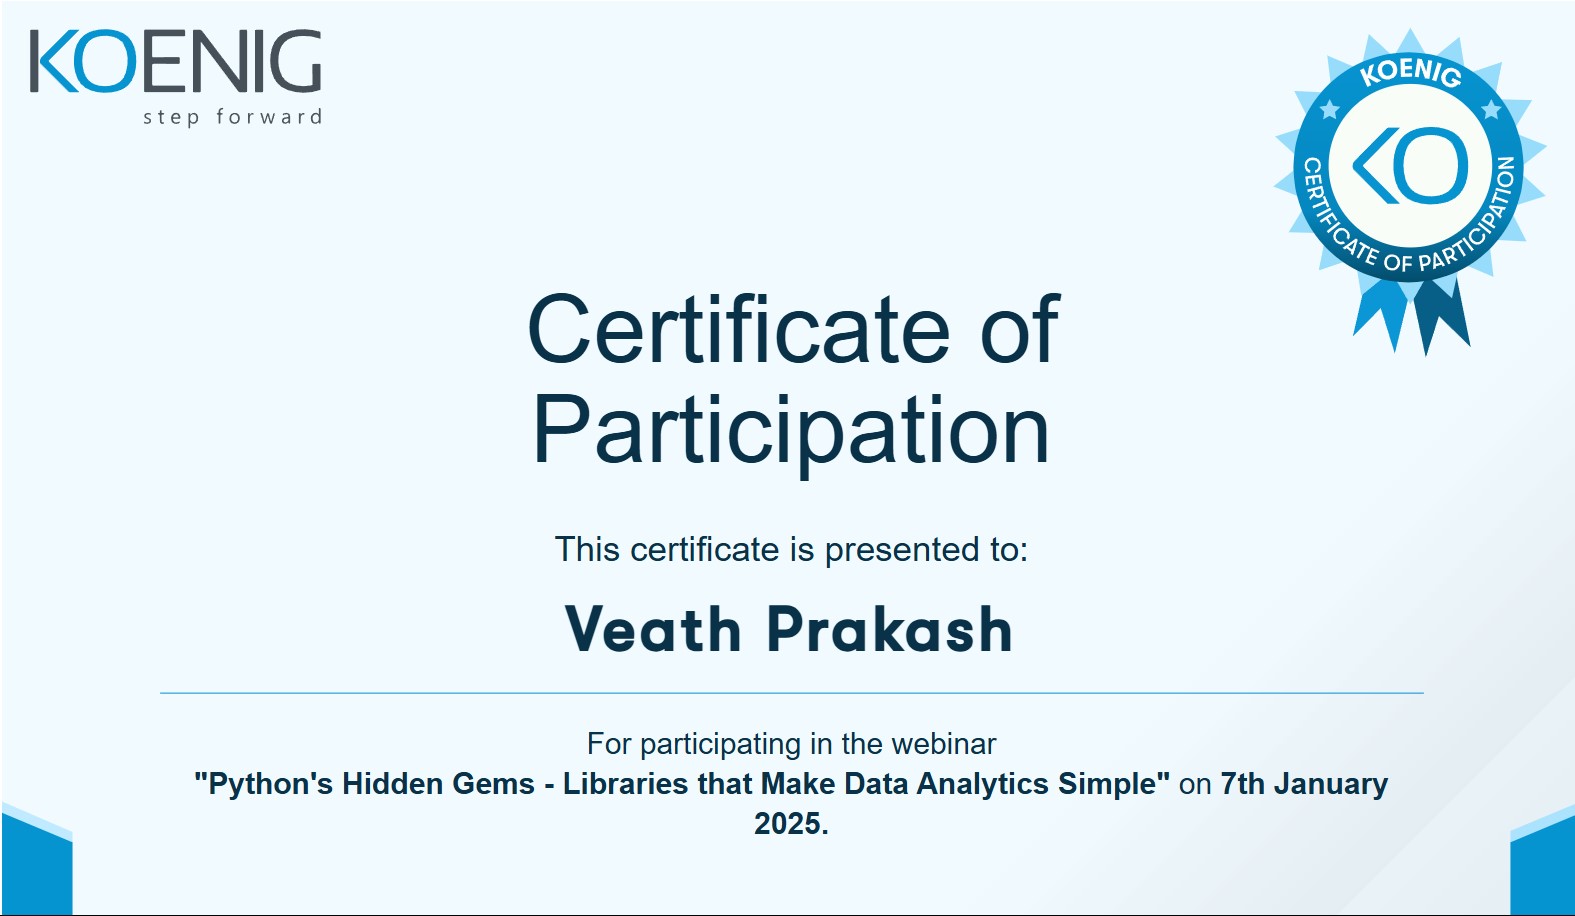 KOENIG
step forward
KOENIG
KO
CERTIFICATE OF PARTICIPATION
Certificate of
Participation
This certificate is presented to:
Veath Prakash
For participating in the webinar
"Python's Hidden Gems - Libraries that Make Data Analytics Simple" on 7th January
2025.